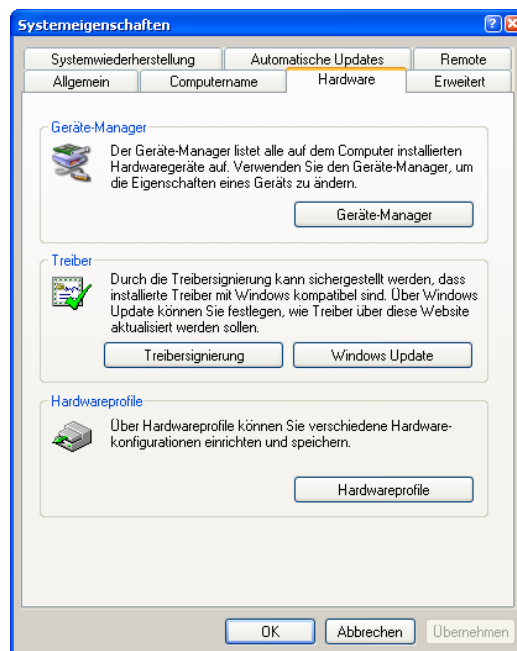 Systemeigenschaften
Systemwiederherstellung Automatische Updates Remote
Allgemein Computername Hardware Erweitert
Geräte-Manager
Der Geräte-Manager listet alle auf dem Computer installierten
Hardwaregeräte auf. Verwenden Sie den Geräte-Manager, um
die Eigenschaften eines Geräts zu ändern.
Geräte-Manager
Treiber
Durch die Treibersignierung kann sichergestellt werden, dass
installierte Treiber mit Windows kompatibel sind. Über Windows
Update können Sie festlegen, wie Treiber über diese Website
aktualisiert werden sollen.
Treibersignierung Windows Update
Hardwareprofile
Über Hardwareprofile können Sie verschiedene Hardware-
konfigurationen einrichten und speichern.
Hardwareprofile
OK Abbrechen Übernehmen